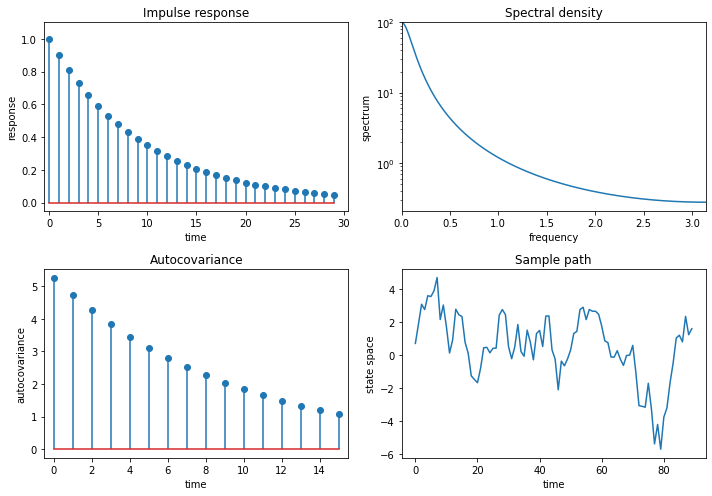 Impulse response
1.0
0.8
0.6
0.4
0.2
0.0
response
0 5 10 15 20 25 30
time
Spectral density
10²
10¹
10⁰
spectrum
0.0 0.5 1.0 1.5 2.0 2.5 3.0
frequency
Autocovariance
5
4
3
2
1
0
autocovariance
0 2 4 6 8 10 12 14
time
Sample path
4
2
0
−2
−4
−6
state space
0 20 40 60 80
time